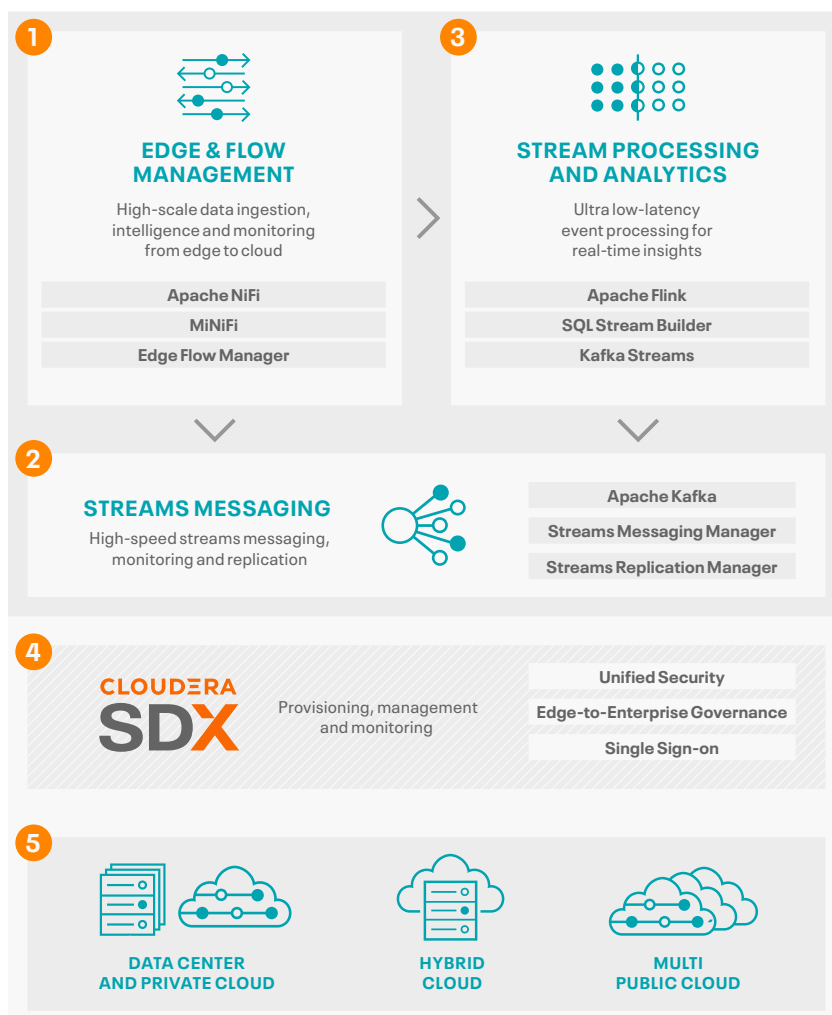 1
EDGE & FLOW
MANAGEMENT
High-scale data ingestion,
intelligence and monitoring
from edge to cloud
Apache NiFi
MiNiFi
Edge Flow Manager
3
STREAM PROCESSING
AND ANALYTICS
Ultra low-latency
event processing for
real-time insights
Apache Flink
SQL Stream Builder
Kafka Streams
2
STREAMS MESSAGING
High-speed streams messaging,
monitoring and replication
Apache Kafka
Streams Messaging Manager
Streams Replication Manager
4
CLOUDERA
SDX
Provisioning, management
and monitoring
Unified Security
Edge-to-Enterprise Governance
Single Sign-on
5
DATA CENTER
AND PRIVATE CLOUD
HYBRID
CLOUD
MULTI
PUBLIC CLOUD